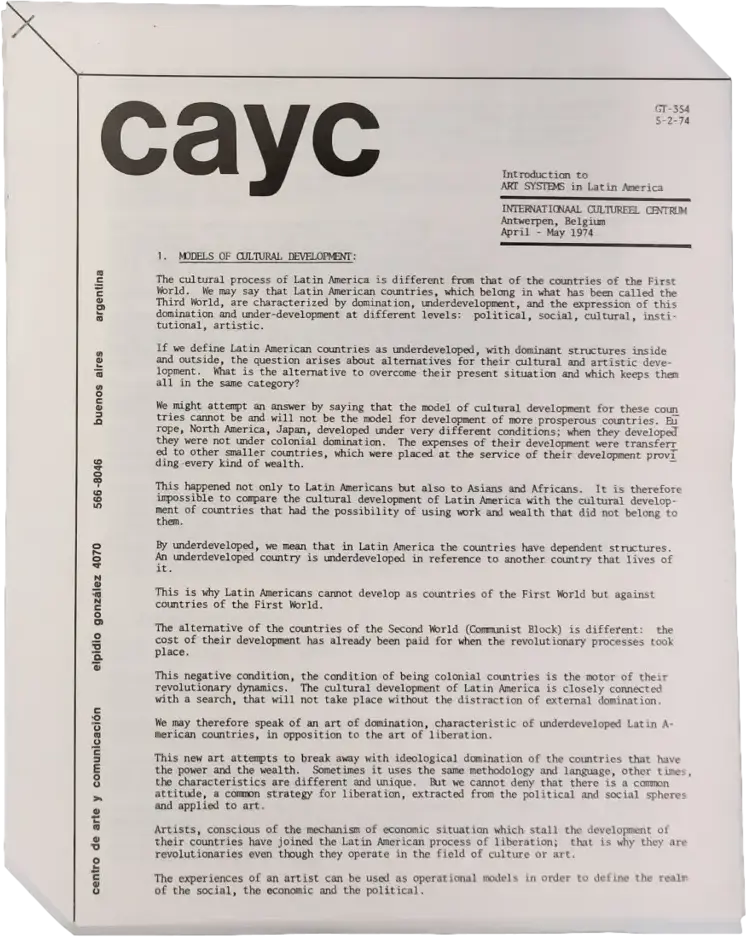 cayc
GT-354
5-2-74
Introduction to
ART SYSTEMS in Latin America
INTERNATIONAAL CULTUREEL CENTRUM
Antwerpen, Belgium
April - May 1974
1. MODELS OF CULTURAL DEVELOPMENT:
The cultural process of Latin America is different from that of the countries of the First
World. We may say that Latin American countries, which belong in what has been called the
Third World, are characterized by domination, underdevelopment, and the expression of this
domination and under-development at different levels: political, social, cultural, insti-
tutional, artistic.
If we define Latin American countries as underdeveloped, with dominant structures inside
and outside, the question arises about alternatives for their cultural and artistic deve-
lopment. What is the alternative to overcome their present situation and which keeps them
all in the same category?
We might attempt an answer by saying that the model of cultural development for these coun
tries cannot be and will not be the model for development of more prosperous countries. Eu
rope, North America, Japan, developed under very different conditions; when they developed
they were not under colonial domination. The expenses of their development were transferr
ed to other smaller countries, which were placed at the service of their development provi
ding every kind of wealth.
This happened not only to Latin Americans but also to Asians and Africans. It is therefore
impossible to compare the cultural development of Latin America with the cultural develop-
ment of countries that had the possibility of using work and wealth that did not belong to
them.
By underdeveloped, we mean that in Latin America the countries have dependent structures.
An underdeveloped country is underdeveloped in reference to another country that lives of
it.
This is why Latin Americans cannot develop as countries of the First World but against
countries of the First World.
The alternative of the countries of the Second World (Communist Block) is different: the
cost of their development has already been paid for when the revolutionary processes took
place.
This negative condition, the condition of being colonial countries is the motor of their
revolutionary dynamics. The cultural development of Latin America is closely connected
with a search, that will not take place without the distraction of external domination.
We may therefore speak of an art of domination, characteristic of underdeveloped Latin A-
merican countries, in opposition to the art of liberation.
This new art attempts to break away with ideological domination of the countries that have
the power and the wealth. Sometimes it uses the same methodology and language, other times,
the characteristics are different and unique. But we cannot deny that there is a common
attitude, a common strategy for liberation, extracted from the political and social spheres
and applied to art.
Artists, conscious of the mechanism of economic situation which stall the development of
their countries have joined the Latin American process of liberation; that is why they are
revolutionaries even though they operate in the field of culture or art.
The experiences of an artist can be used as operational models in order to define the realm
of the social, the economic and the political.
centro de arte y comunicación elpidio gonzález 4070 566-8046 buenos aires argentina